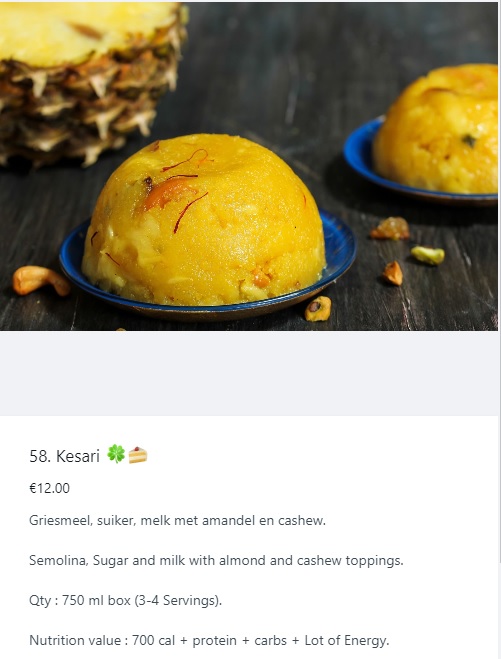 58. Kesari 🍀🍰
€12.00
Griesmeel, suiker, melk met amandel en cashew.
Semolina, Sugar and milk with almond and cashew toppings.
Qty : 750 ml box (3-4 Servings).
Nutrition value : 700 cal + protein + carbs + Lot of Energy.